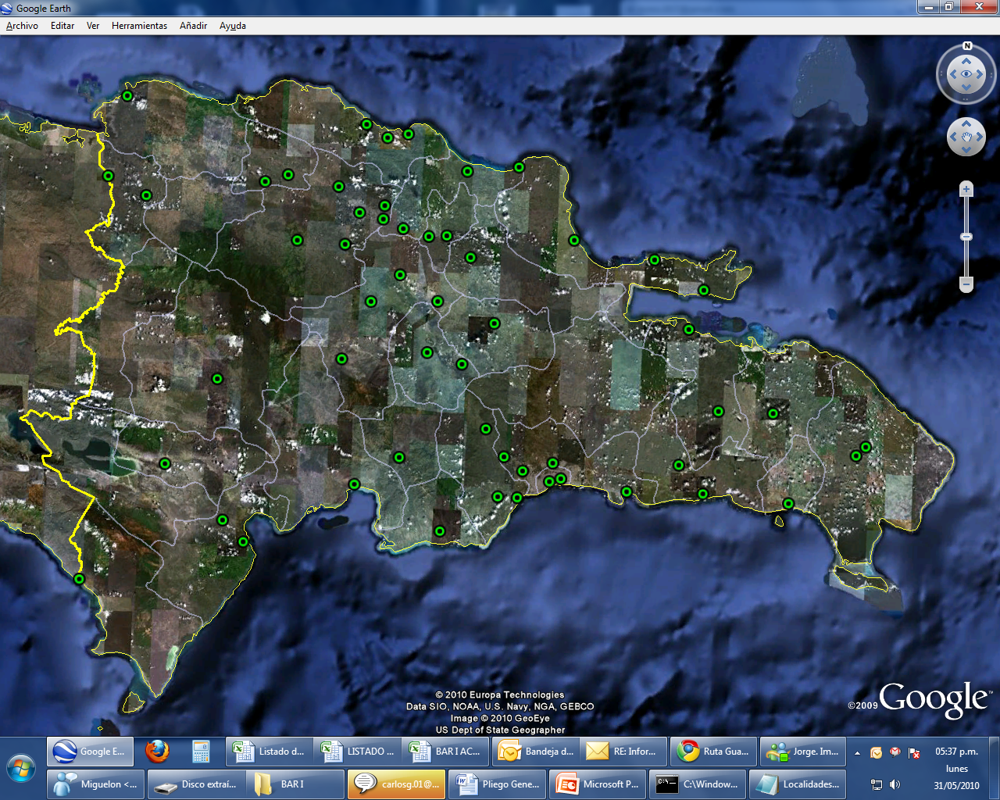 Google Earth
Archivo Editar Ver Herramientas Añadir Ayuda
N
© 2010 Europa Technologies
Data SIO, NOAA, U.S. Navy, NGA, GEBCO
Image © 2010 GeoEye
US Dept of State Geographer
©2009 Google™
Google E... Listado d... LISTADO ... BAR I AC... Bandeja d... RE: Infor... Ruta Gua... Jorge. Im... 05:37 p.m.
lunes
Miguelon <... Disco extraí... BAR I carlosg.01@... Pliego Gene... Microsoft P... C:\Window... Localidades... 31/05/2010